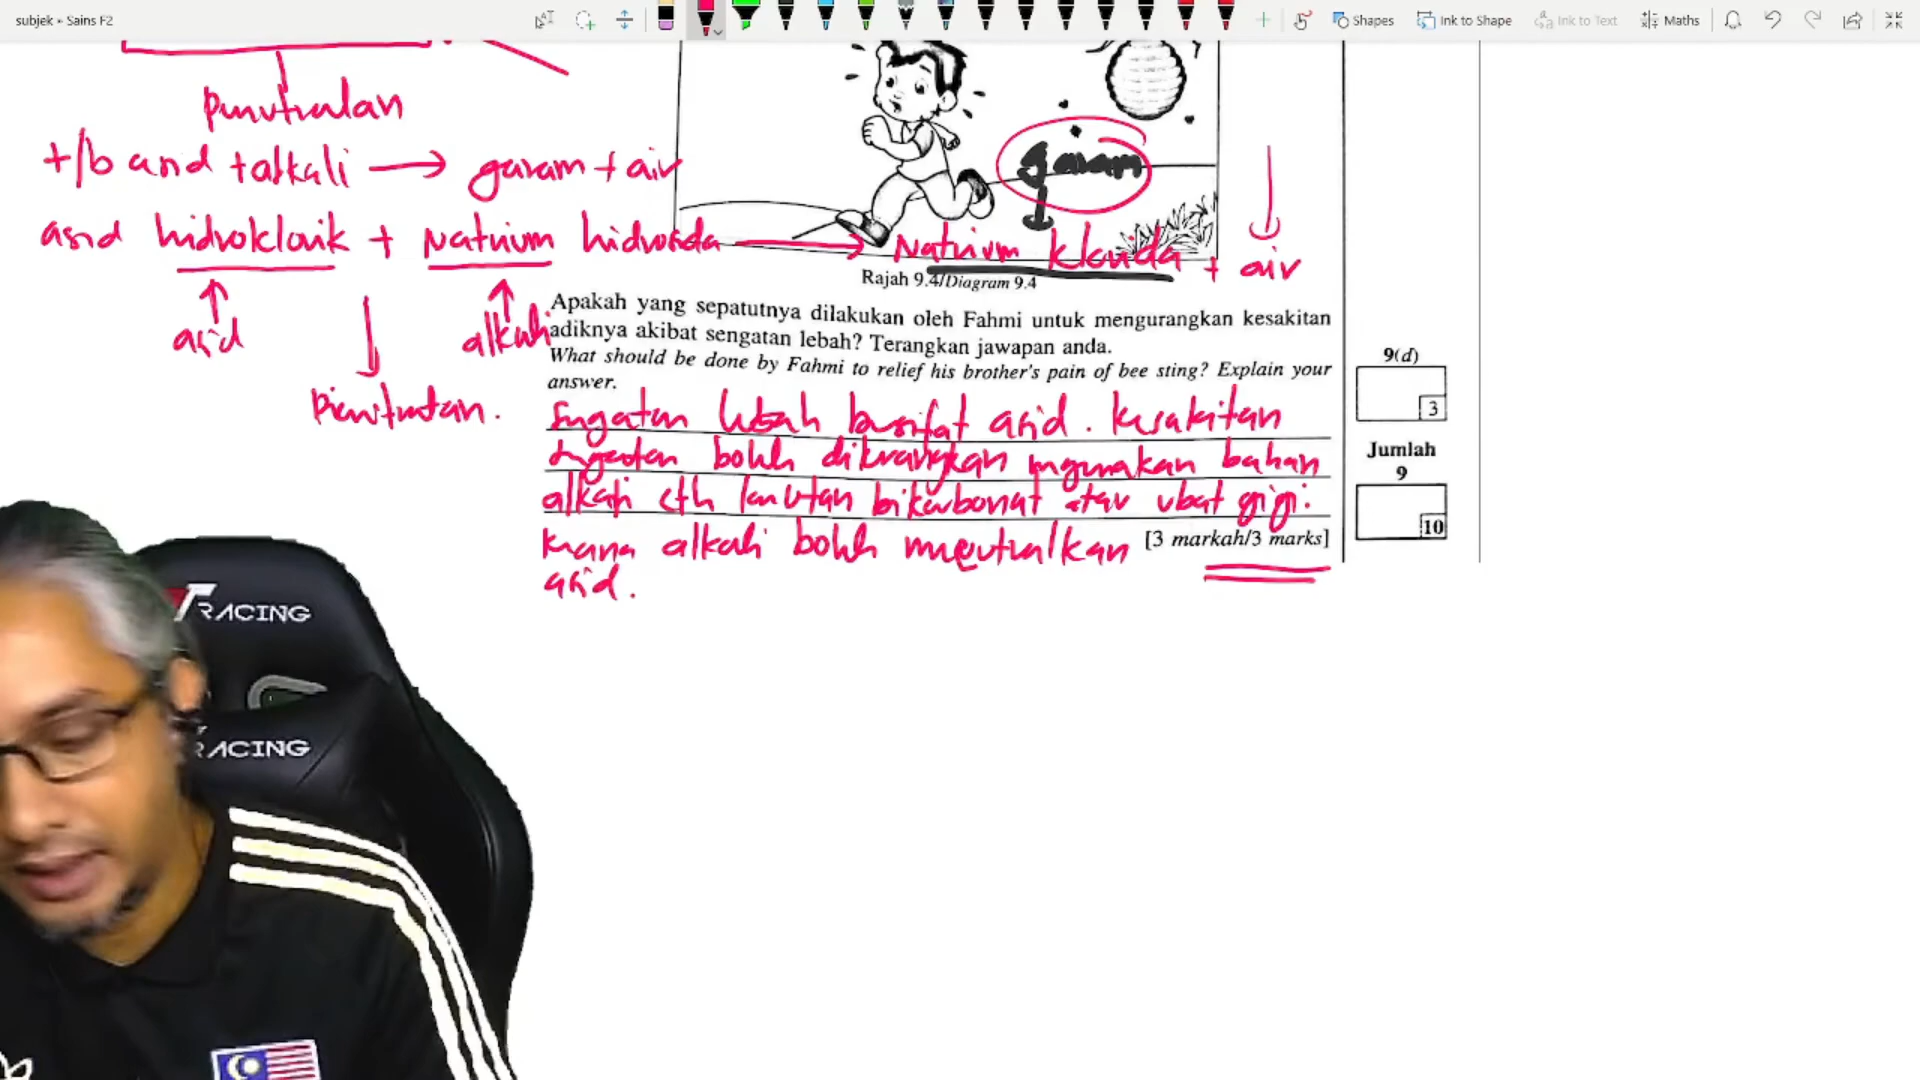 subjek » Sains F2
Shapes
Ink to Shape
Ink to Text
Maths
t/b asid + alkali → garam + air
garam
asid hidroklorik + Natrium hidroksida → Natrium klorida + air
Rajah 9.4/Diagram 9.4
asid
alkali
Apakah yang sepatutnya dilakukan oleh Fahmi untuk mengurangkan kesakitan
adiknya akibat sengatan lebah? Terangkan jawapan anda.
What should be done by Fahmi to relief his brother's pain of bee sting? Explain your
answer.
Sengatan lebah bersifat asid. Kesakitan
sengatan boleh dikurangkan menggunakan bahan
alkali cth larutan bikarbonat atau ubat gigi.
kerana alkali boleh meneutralkan
asid.
[3 markah/3 marks]
9(d)
3
Jumlah
9
10
RACING
RACING